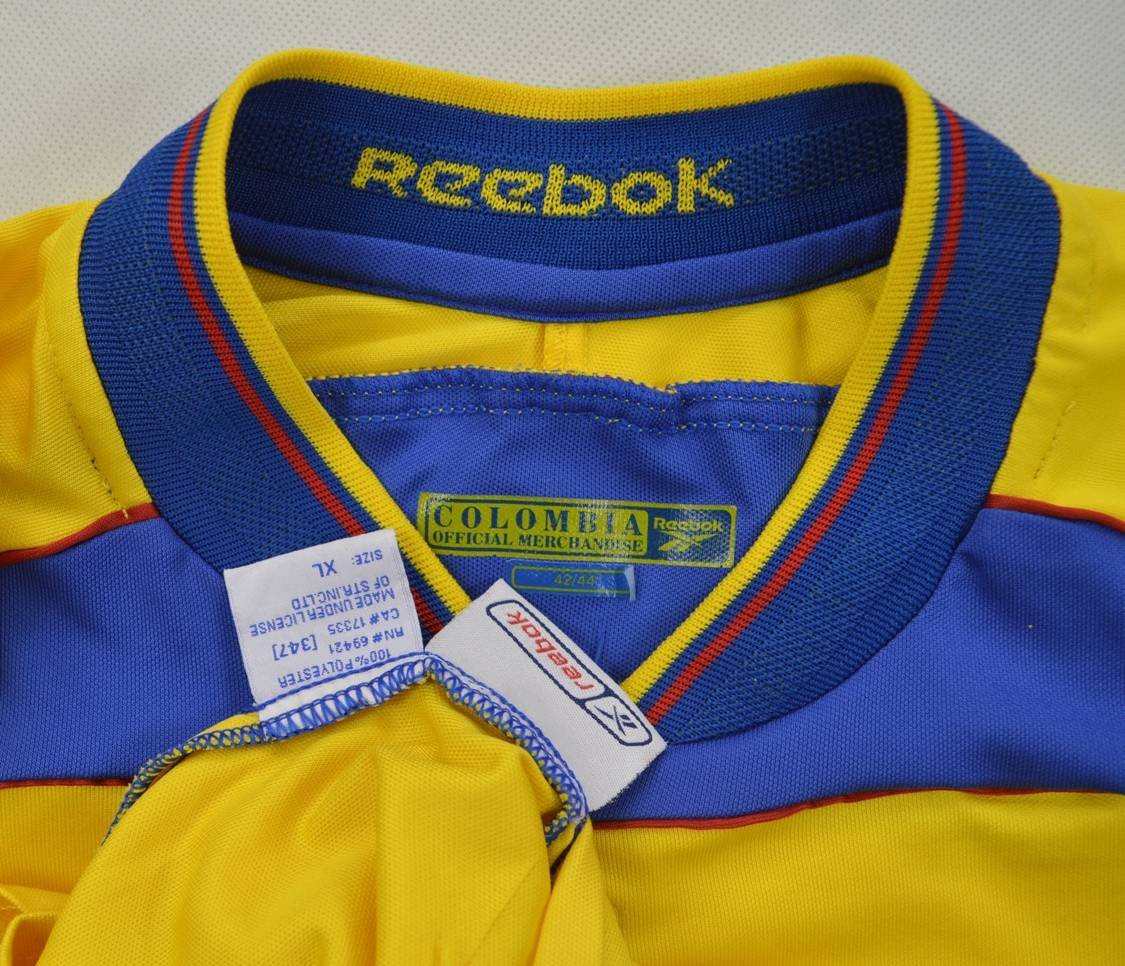 Reebok
COLOMBIA
OFFICIAL MERCHANDISE
Reebok
42/44
SIZE:
XL
MADE UNDER LICENSE
OF STR.INC.LTD
CA# 17335 [347]
RN# 69421
100% POLYESTER
reebok